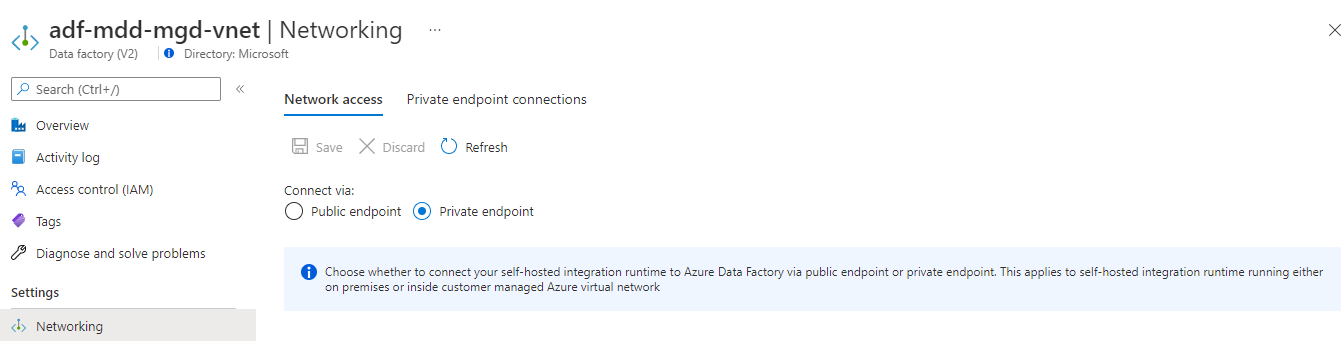 adf-mdd-mgd-vnet | Networking ...
Data factory (V2) Directory: Microsoft
Search (Ctrl+/) «
Overview
Activity log
Access control (IAM)
Tags
Diagnose and solve problems
Settings
Networking
Network access Private endpoint connections
Save Discard Refresh
Connect via:
Public endpoint Private endpoint
Choose whether to connect your self-hosted integration runtime to Azure Data Factory via public endpoint or private endpoint. This applies to self-hosted integration runtime running either
on premises or inside customer managed Azure virtual network